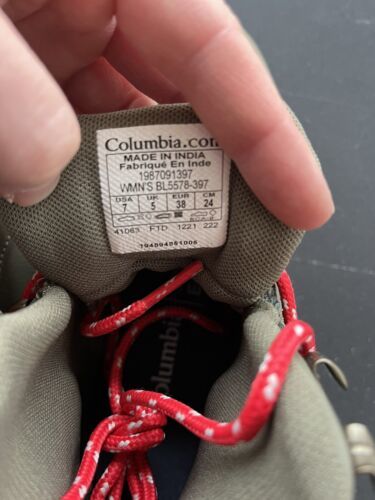 Columbia.com
MADE IN INDIA
Fabriqué En Inde
1987091397
WMN'S BL5578-397
USA UK EUR CM
7 5 38 24
41063 FTD 1221 222
194894851006
Columbia